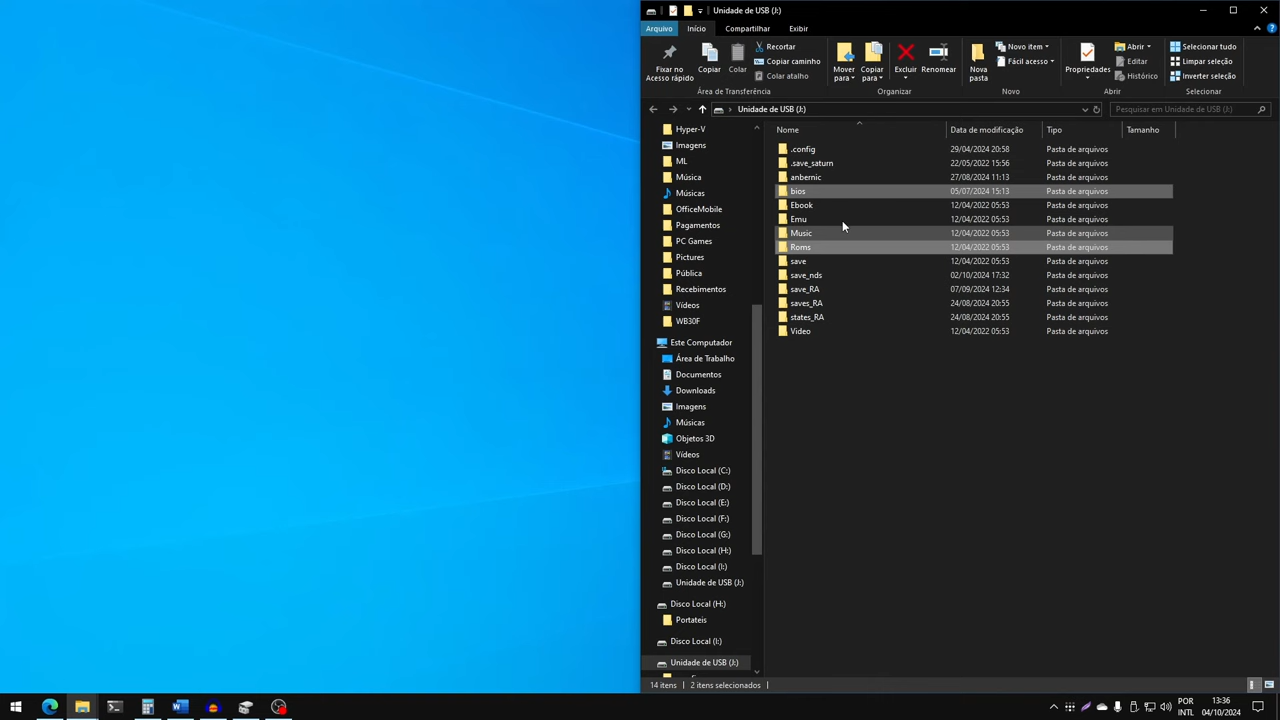 Unidade de USB (J:)
Arquivo Início Compartilhar Exibir
Fixar no Acesso rápido
Copiar
Colar
Recortar
Copiar caminho
Colar atalho
Área de Transferência
Mover para
Copiar para
Excluir
Renomear
Organizar
Nova pasta
Novo item
Fácil acesso
Novo
Propriedades
Abrir
Editar
Histórico
Abrir
Selecionar tudo
Limpar seleção
Inverter seleção
Selecionar
Unidade de USB (J:)
Pesquisar em Unidade de USB (J:)
Hyper-V
Imagens
ML
Música
Músicas
OfficeMobile
Pagamentos
PC Games
Pictures
Pública
Recebimentos
Vídeos
WB30F
Este Computador
Área de Trabalho
Documentos
Downloads
Imagens
Músicas
Objetos 3D
Vídeos
Disco Local (C:)
Disco Local (D:)
Disco Local (E:)
Disco Local (F:)
Disco Local (G:)
Disco Local (H:)
Disco Local (I:)
Unidade de USB (J:)
Disco Local (H:)
Portateis
Disco Local (I:)
Unidade de USB (J:)
Nome Data de modificação Tipo Tamanho
.config 29/04/2024 20:58 Pasta de arquivos
.save_saturn 22/05/2022 15:56 Pasta de arquivos
anbernic 27/08/2024 11:13 Pasta de arquivos
bios 05/07/2024 15:13 Pasta de arquivos
Ebook 12/04/2022 05:53 Pasta de arquivos
Emu 12/04/2022 05:53 Pasta de arquivos
Music 12/04/2022 05:53 Pasta de arquivos
Roms 12/04/2022 05:53 Pasta de arquivos
save 12/04/2022 05:53 Pasta de arquivos
save_nds 02/10/2024 17:32 Pasta de arquivos
save_RA 07/09/2024 12:34 Pasta de arquivos
saves_RA 24/08/2024 20:55 Pasta de arquivos
states_RA 24/08/2024 20:55 Pasta de arquivos
Video 12/04/2022 05:53 Pasta de arquivos
14 itens 2 itens selecionados
POR
INTL
13:36
04/10/2024